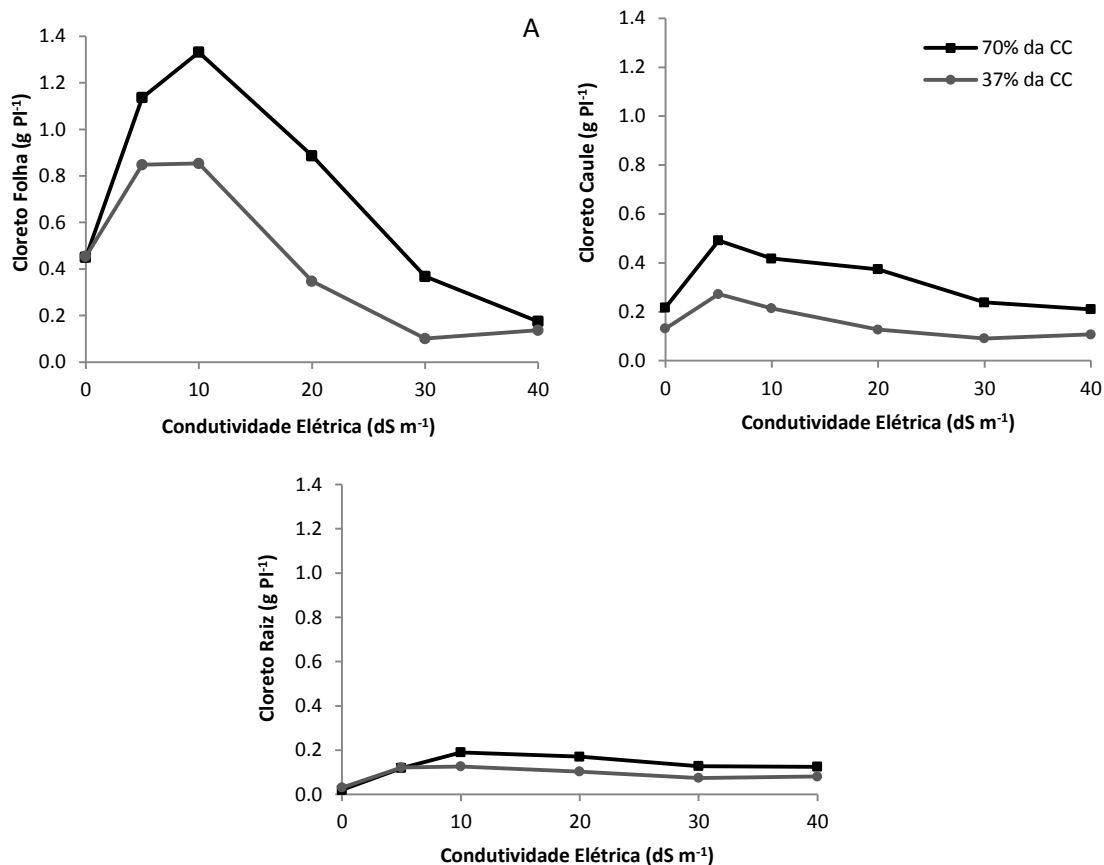 A
1.4
1.2
1.0
0.8
0.6
0.4
0.2
0.0
Cloreto Folha (g Pl⁻¹)
0 10 20 30 40
Condutividade Elétrica (dS m⁻¹)
1.4
1.2
1.0
0.8
0.6
0.4
0.2
0.0
Cloreto Caule (g Pl⁻¹)
70% da CC
37% da CC
0 10 20 30 40
Condutividade Elétrica (dS m⁻¹)
1.4
1.2
1.0
0.8
0.6
0.4
0.2
0.0
Cloreto Raiz (g Pl⁻¹)
0 10 20 30 40
Condutividade Elétrica (dS m⁻¹)